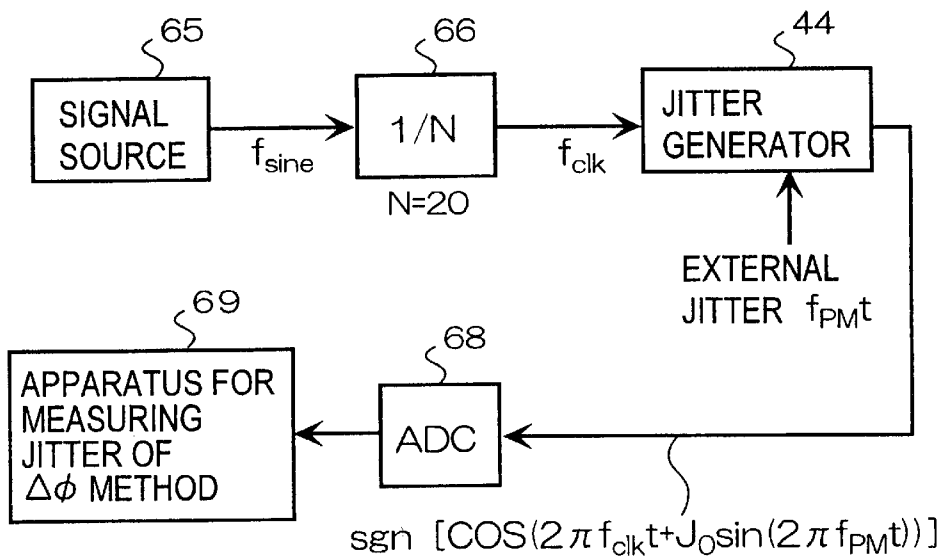 65
66
44
SIGNAL
SOURCE
f_sine
1/N
N=20
f_clk
JITTER
GENERATOR
EXTERNAL
JITTER f_PM t
69
68
APPARATUS FOR
MEASURING
JITTER OF
Δϕ METHOD
ADC
sgn [COS(2πf_clk t+J_0 sin(2πf_PM t))]